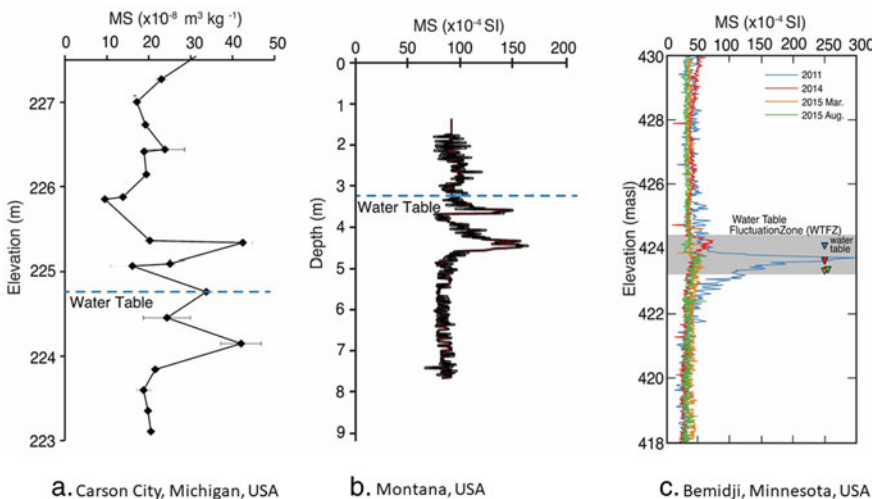 MS (x10⁻⁸ m³ kg⁻¹)
0 10 20 30 40 50
227
226
225
224
223
Elevation (m)
Water Table
a. Carson City, Michigan, USA
MS (x10⁻⁴ SI)
0 50 100 150 200
0
1
2
3
4
5
6
7
8
9
Depth (m)
Water Table
b. Montana, USA
MS (x10⁻⁴ SI)
0 50 100 150 200 250 300
430
428
426
424
422
420
418
Elevation (masl)
2011
2014
2015 Mar.
2015 Aug.
Water Table
FluctuationZone (WTFZ)
water
table
c. Bemidji, Minnesota, USA